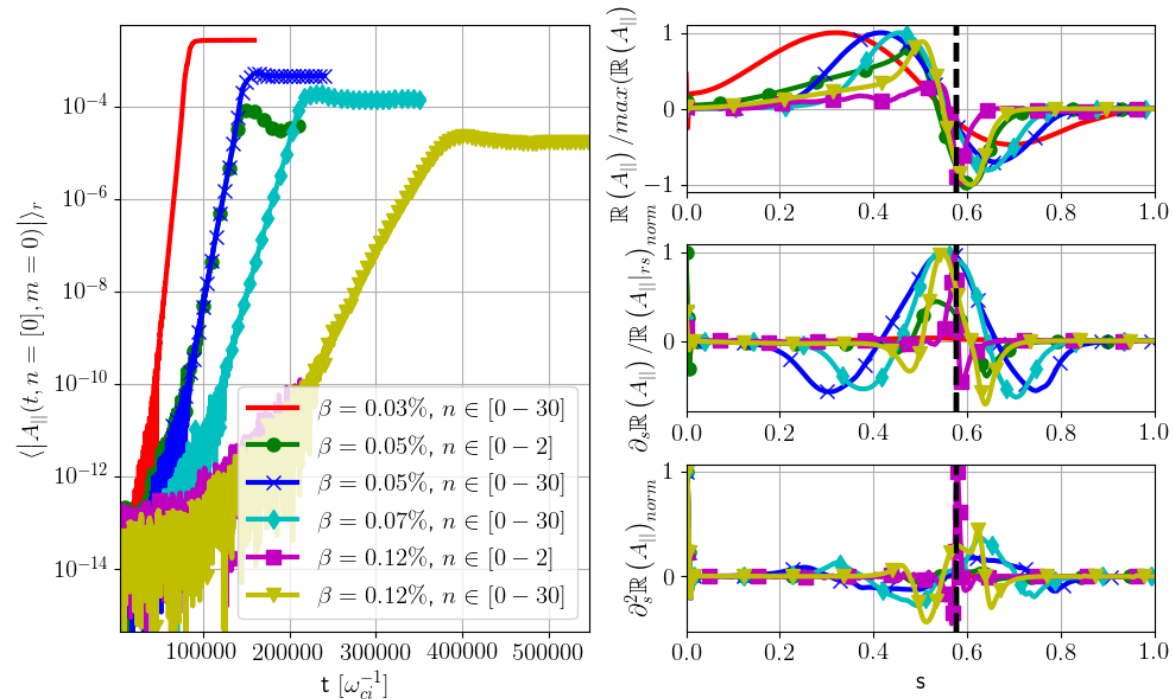 ⟨|A∥(t, n = [0], m = 0)|⟩r
10⁻⁴
10⁻⁶
10⁻⁸
10⁻¹⁰
10⁻¹²
10⁻¹⁴
β = 0.03%, n ∈ [0 − 30]
β = 0.05%, n ∈ [0 − 2]
β = 0.05%, n ∈ [0 − 30]
β = 0.07%, n ∈ [0 − 30]
β = 0.12%, n ∈ [0 − 2]
β = 0.12%, n ∈ [0 − 30]
100000 200000 300000 400000 500000
t [ω_ci⁻¹]
ℝ(A∥)/max(ℝ(A∥)
1
0
−1
0.0 0.2 0.4 0.6 0.8 1.0
∂sℝ(A∥)/ℝ(A∥|rs)norm
1
0
0.0 0.2 0.4 0.6 0.8 1.0
∂s²ℝ(A∥)norm
1
0
0.0 0.2 0.4 0.6 0.8 1.0
s